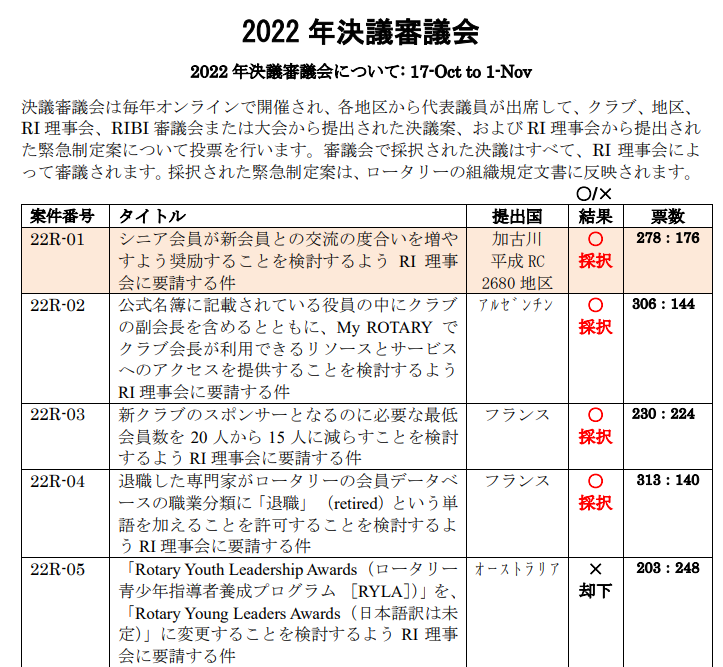 2022 年決議審議会
2022 年決議審議会について: 17-Oct to 1-Nov
決議審議会は毎年オンラインで開催され、各地区から代表議員が出席して、クラブ、地区、
RI 理事会、RIBI 審議会または大会から提出された決議案、および RI 理事会から提出され
た緊急制定案について投票を行います。審議会で採択された決議はすべて、RI 理事会によ
って審議されます。採択された緊急制定案は、ロータリーの組織規定文書に反映されます。
〇/×
案件番号 タイトル 提出国 結果 票数
22R-01 シニア会員が新会員との交流の度合いを増や 加古川 〇 278：176
すよう奨励することを検討するよう RI 理事 平成 RC 採択
会に要請する件 2680 地区
22R-02 公式名簿に記載されている役員の中にクラブ ｱﾙｾﾞﾝﾁﾝ 〇 306：144
の副会長を含めるとともに、My ROTARY で 採択
クラブ会長が利用できるリソースとサービス
へのアクセスを提供することを検討するよう
RI 理事会に要請する件
22R-03 新クラブのスポンサーとなるのに必要な最低 フランス 〇 230：224
会員数を 20 人から 15 人に減らすことを検討 採択
するよう RI 理事会に要請する件
22R-04 退職した専門家がロータリーの会員データベ フランス 〇 313：140
ースの職業分類に「退職」（retired）という単 採択
語を加えることを許可することを検討するよ
う RI 理事会に要請する件
22R-05 「Rotary Youth Leadership Awards（ロータリー ｵｰｽﾄﾗﾘｱ × 203：248
青少年指導者養成プログラム［RYLA］）」を、 却下
「Rotary Young Leaders Awards（日本語訳は未
定）」に変更することを検討するよう RI 理事
会に要請する件